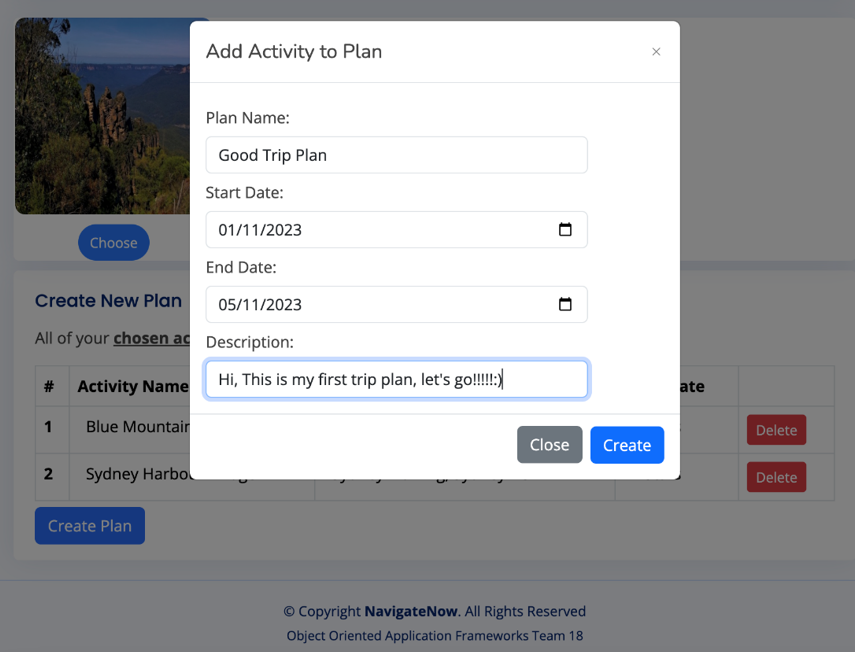 Add Activity to Plan
×
Plan Name:
Good Trip Plan
Start Date:
01/11/2023
End Date:
05/11/2023
Description:
Hi, This is my first trip plan, let's go!!!!!:)
Close Create
Choose
Create New Plan
All of your chosen ac
# Activity Name ate
1 Blue Mountain Delete
2 Sydney Harbo Delete
Create Plan
© Copyright NavigateNow. All Rights Reserved
Object Oriented Application Frameworks Team 18